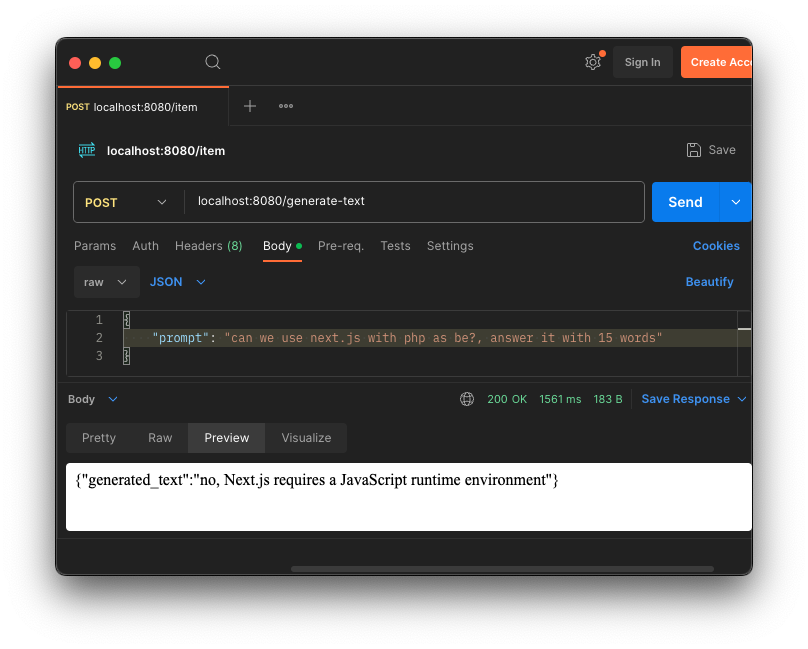 Sign In
Create Acc
POST localhost:8080/item
HTTP localhost:8080/item
Save
POST localhost:8080/generate-text
Send
Params Auth Headers (8) Body Pre-req. Tests Settings Cookies
raw JSON Beautify
1 {
2 "prompt": "can we use next.js with php as be?, answer it with 15 words"
3 }
Body 200 OK 1561 ms 183 B Save Response
Pretty Raw Preview Visualize
{"generated_text":"no, Next.js requires a JavaScript runtime environment"}